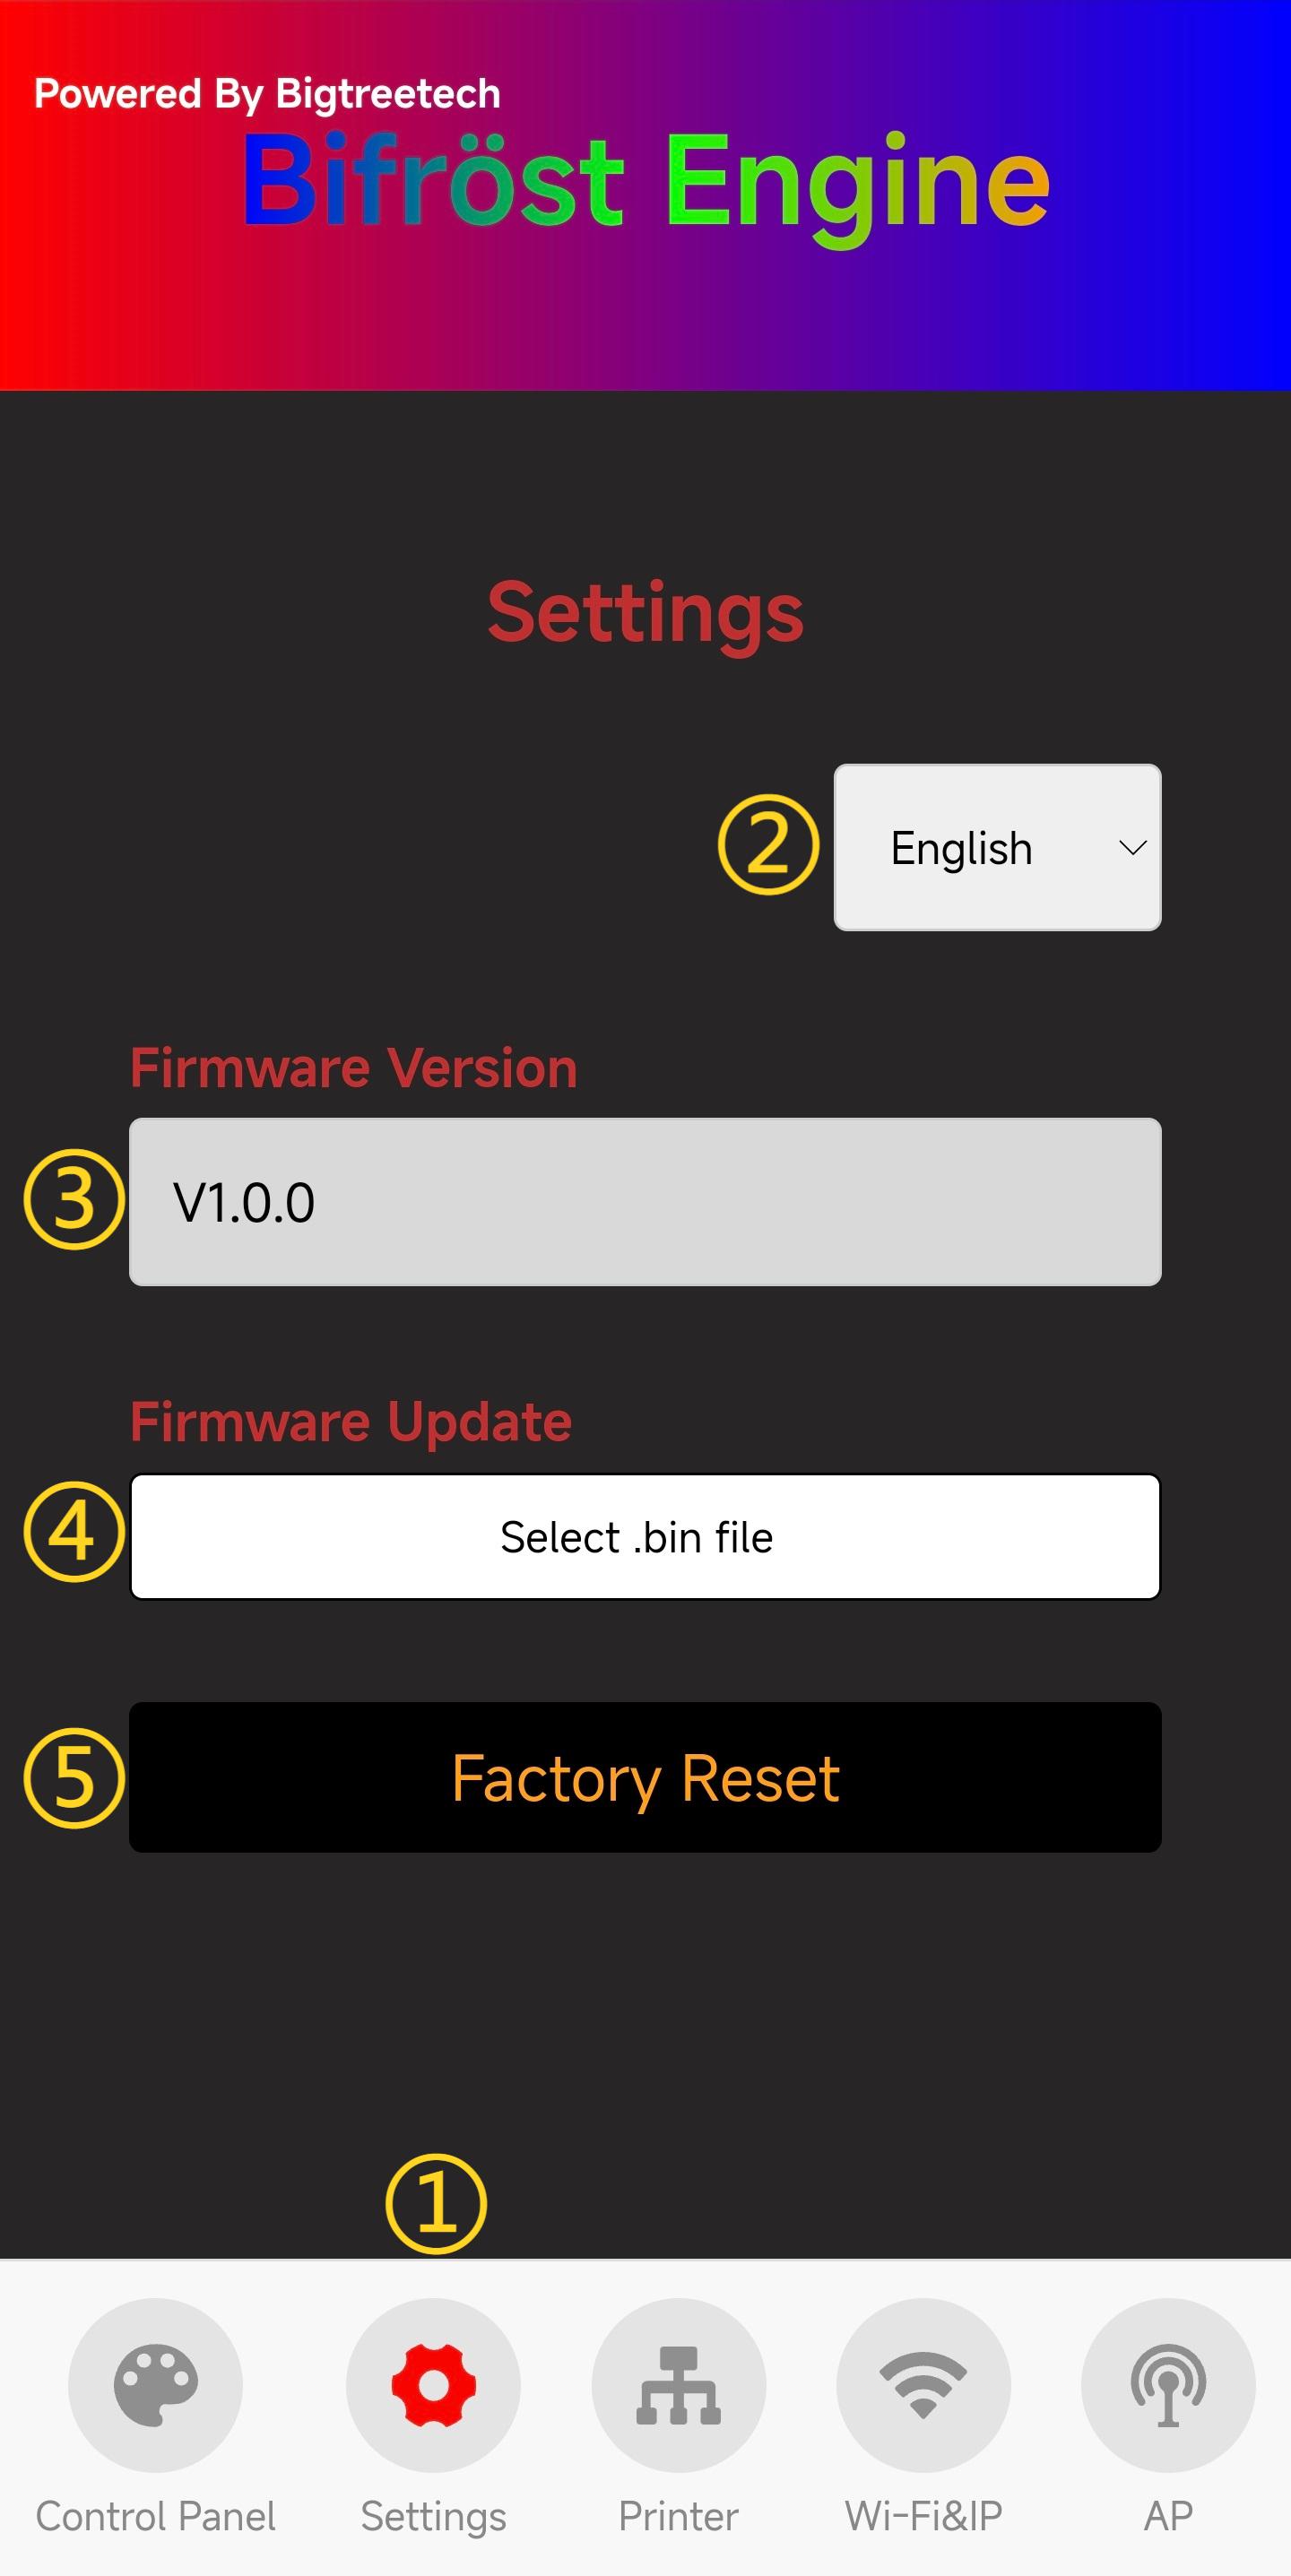 Powered By Bigtreetech
Bifröst Engine
Settings
② English
Firmware Version
③ V1.0.0
Firmware Update
④ Select .bin file
⑤ Factory Reset
①
Control Panel Settings Printer Wi-Fi&IP AP